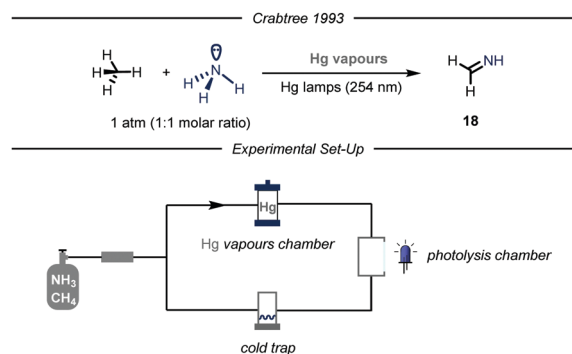 Crabtree 1993
H
H
H
H
+
N
H
H
Hg vapours
Hg lamps (254 nm)
H
NH
H
1 atm (1:1 molar ratio)
18
Experimental Set-Up
Hg
Hg vapours chamber
photolysis chamber
NH3
CH4
cold trap